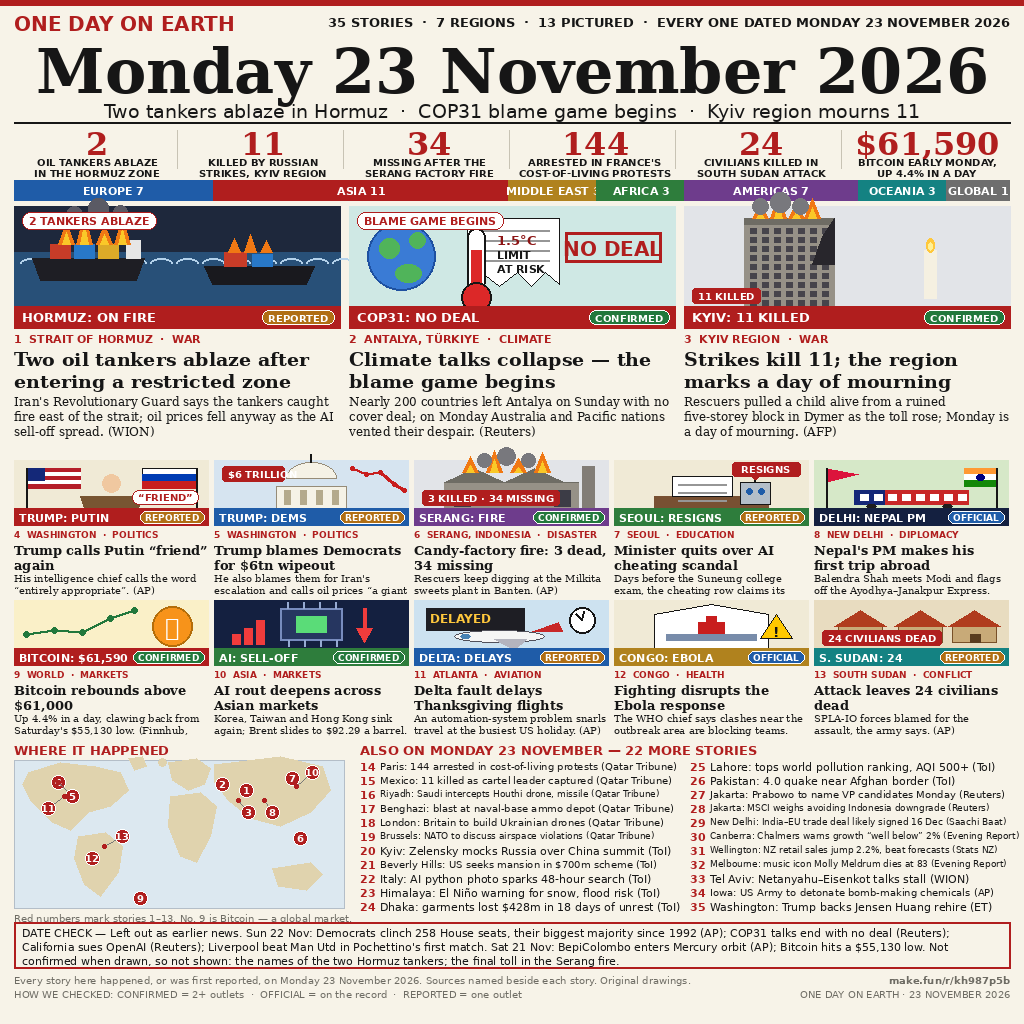 ONE DAY ON EARTH
35 STORIES · 7 REGIONS · 13 PICTURED · EVERY ONE DATED MONDAY 23 NOVEMBER 2026
Monday 23 November 2026
Two tankers ablaze in Hormuz · COP31 blame game begins · Kyiv region mourns 11
2
OIL TANKERS ABLAZE
IN THE HORMUZ ZONE
11
KILLED BY RUSSIAN
STRIKES, KYIV REGION
34
MISSING AFTER THE
SERANG FACTORY FIRE
144
ARRESTED IN FRANCE'S
COST-OF-LIVING PROTESTS
24
CIVILIANS KILLED IN
SOUTH SUDAN ATTACK
$61,590
BITCOIN EARLY MONDAY,
UP 4.4% IN A DAY
EUROPE 7
ASIA 11
MIDDLE EAST 3
AFRICA 3
AMERICAS 7
OCEANIA 3
GLOBAL 1
2 TANKERS ABLAZE
HORMUZ: ON FIRE
REPORTED
1 STRAIT OF HORMUZ · WAR
Two oil tankers ablaze after
entering a restricted zone
Iran's Revolutionary Guard says the tankers caught
fire east of the strait; oil prices fell anyway as the AI
sell-off spread. (WION)
BLAME GAME BEGINS
1.5°C
LIMIT
AT RISK
NO DEAL
COP31: NO DEAL
CONFIRMED
2 ANTALYA, TÜRKIYE · CLIMATE
Climate talks collapse — the
blame game begins
Nearly 200 countries left Antalya on Sunday with no
cover deal; on Monday Australia and Pacific nations
vented their despair. (Reuters)
11 KILLED
KYIV: 11 KILLED
CONFIRMED
3 KYIV REGION · WAR
Strikes kill 11; the region
marks a day of mourning
Rescuers pulled a child alive from a ruined
five-storey block in Dymer as the toll rose; Monday is
a day of mourning. (AFP)
“FRIEND”
TRUMP: PUTIN
REPORTED
4 WASHINGTON · POLITICS
Trump calls Putin “friend”
again
His intelligence chief calls the word
“entirely appropriate”. (AP)
$6 TRILLION
TRUMP: DEMS
REPORTED
5 WASHINGTON · POLITICS
Trump blames Democrats
for $6tn wipeout
He also blames them for Iran's
escalation and calls oil prices “a giant
3 KILLED · 34 MISSING
SERANG: FIRE
CONFIRMED
6 SERANG, INDONESIA · DISASTER
Candy-factory fire: 3 dead,
34 missing
Rescuers keep digging at the Milkita
sweets plant in Banten. (AP)
RESIGNS
SEOUL: RESIGNS
REPORTED
7 SEOUL · EDUCATION
Minister quits over AI
cheating scandal
Days before the Suneung college
exam, the cheating row claims its
DELHI: NEPAL PM
OFFICIAL
8 NEW DELHI · DIPLOMACY
Nepal's PM makes his
first trip abroad
Balendra Shah meets Modi and flags
off the Ayodhya–Janakpur Express.
BITCOIN: $61,590
CONFIRMED
9 WORLD · MARKETS
Bitcoin rebounds above
$61,000
Up 4.4% in a day, clawing back from
Saturday's $55,130 low. (Finnhub,
AI: SELL-OFF
CONFIRMED
10 ASIA · MARKETS
AI rout deepens across
Asian markets
Korea, Taiwan and Hong Kong sink
again; Brent slides to $92.29 a barrel.
DELAYED
DELTA: DELAYS
REPORTED
11 ATLANTA · AVIATION
Delta fault delays
Thanksgiving flights
An automation-system problem snarls
travel at the busiest US holiday. (AP)
!
CONGO: EBOLA
OFFICIAL
12 CONGO · HEALTH
Fighting disrupts the
Ebola response
The WHO chief says clashes near the
outbreak area are blocking teams.
24 CIVILIANS DEAD
S. SUDAN: 24
REPORTED
13 SOUTH SUDAN · CONFLICT
Attack leaves 24 civilians
dead
SPLA-IO forces blamed for the
assault, the army says. (AP)
WHERE IT HAPPENED
5
11
2
1
3
8
7
10
6
13
12
9
Red numbers mark stories 1–13. No. 9 is Bitcoin — a global market.
ALSO ON MONDAY 23 NOVEMBER — 22 MORE STORIES
14 Paris: 144 arrested in cost-of-living protests (Qatar Tribune)
15 Mexico: 11 killed as cartel leader captured (Qatar Tribune)
16 Riyadh: Saudi intercepts Houthi drone, missile (Qatar Tribune)
17 Benghazi: blast at naval-base ammo depot (Qatar Tribune)
18 London: Britain to build Ukrainian drones (Qatar Tribune)
19 Brussels: NATO to discuss airspace violations (Qatar Tribune)
20 Kyiv: Zelensky mocks Russia over China summit (ToI)
21 Beverly Hills: US seeks mansion in $700m scheme (ToI)
22 Italy: AI python photo sparks 48-hour search (ToI)
23 Himalaya: El Niño warning for snow, flood risk (ToI)
24 Dhaka: garments lost $428m in 18 days of unrest (ToI)
25 Lahore: tops world pollution ranking, AQI 500+ (ToI)
26 Pakistan: 4.0 quake near Afghan border (ToI)
27 Jakarta: Prabowo to name VP candidates Monday (Reuters)
28 Jakarta: MSCI weighs avoiding Indonesia downgrade (Reuters)
29 New Delhi: India–EU trade deal likely signed 16 Dec (Saachi Baat)
30 Canberra: Chalmers warns growth “well below” 2% (Evening Report)
31 Wellington: NZ retail sales jump 2.2%, beat forecasts (Stats NZ)
32 Melbourne: music icon Molly Meldrum dies at 83 (Evening Report)
33 Tel Aviv: Netanyahu–Eisenkot talks stall (WION)
34 Iowa: US Army to detonate bomb-making chemicals (AP)
35 Washington: Trump backs Jensen Huang rehire (ET)
DATE CHECK — Left out as earlier news. Sun 22 Nov: Democrats clinch 258 House seats, their biggest majority since 1992 (AP); COP31 talks end with no deal (Reuters);
California sues OpenAI (Reuters); Liverpool beat Man Utd in Pochettino's first match. Sat 21 Nov: BepiColombo enters Mercury orbit (AP); Bitcoin hits a $55,130 low. Not
confirmed when drawn, so not shown: the names of the two Hormuz tankers; the final toll in the Serang fire.
Every story here happened, or was first reported, on Monday 23 November 2026. Sources named beside each story. Original drawings.
make.fun/r/kh987p5b
HOW WE CHECKED: CONFIRMED = 2+ outlets · OFFICIAL = on the record · REPORTED = one outlet
ONE DAY ON EARTH · 23 NOVEMBER 2026